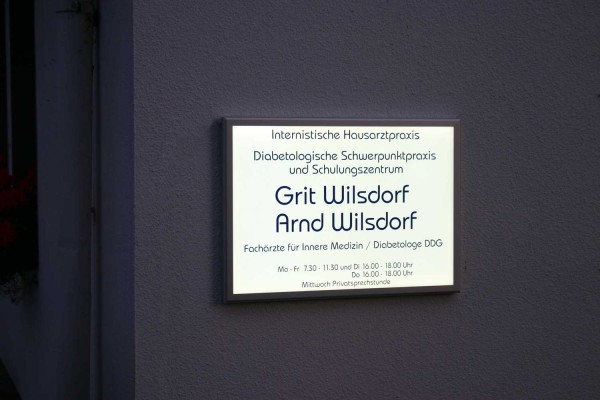 Internistische Hausarztpraxis
Diabetologische Schwerpunktpraxis
und Schulungszentrum
Grit Wilsdorf
Arnd Wilsdorf
Fachärzte für Innere Medizin / Diabetologe DDG
Mo - Fr 7.30 - 11.30 und Di 16.00 - 18.00 Uhr
Do 16.00 - 18.00 Uhr
Mittwoch Privatsprechstunde